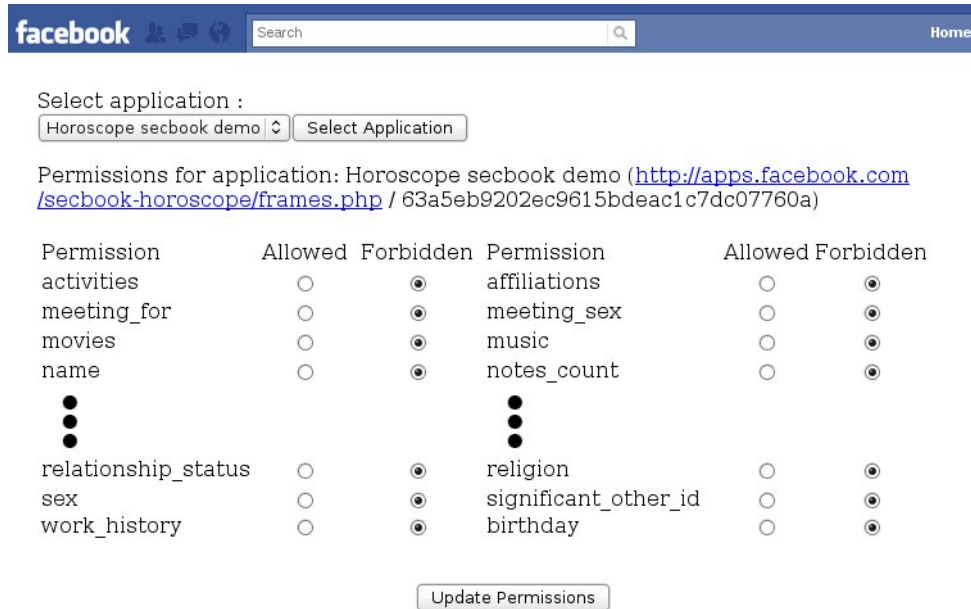 facebook Search Home
Select application :
Horoscope secbook demo Select Application
Permissions for application: Horoscope secbook demo (http://apps.facebook.com
/secbook-horoscope/frames.php / 63a5eb9202ec9615bdeac1c7dc07760a)
Permission Allowed Forbidden Permission Allowed Forbidden
activities affiliations
meeting_for meeting_sex
movies music
name notes_count
relationship_status religion
sex significant_other_id
work_history birthday
Update Permissions